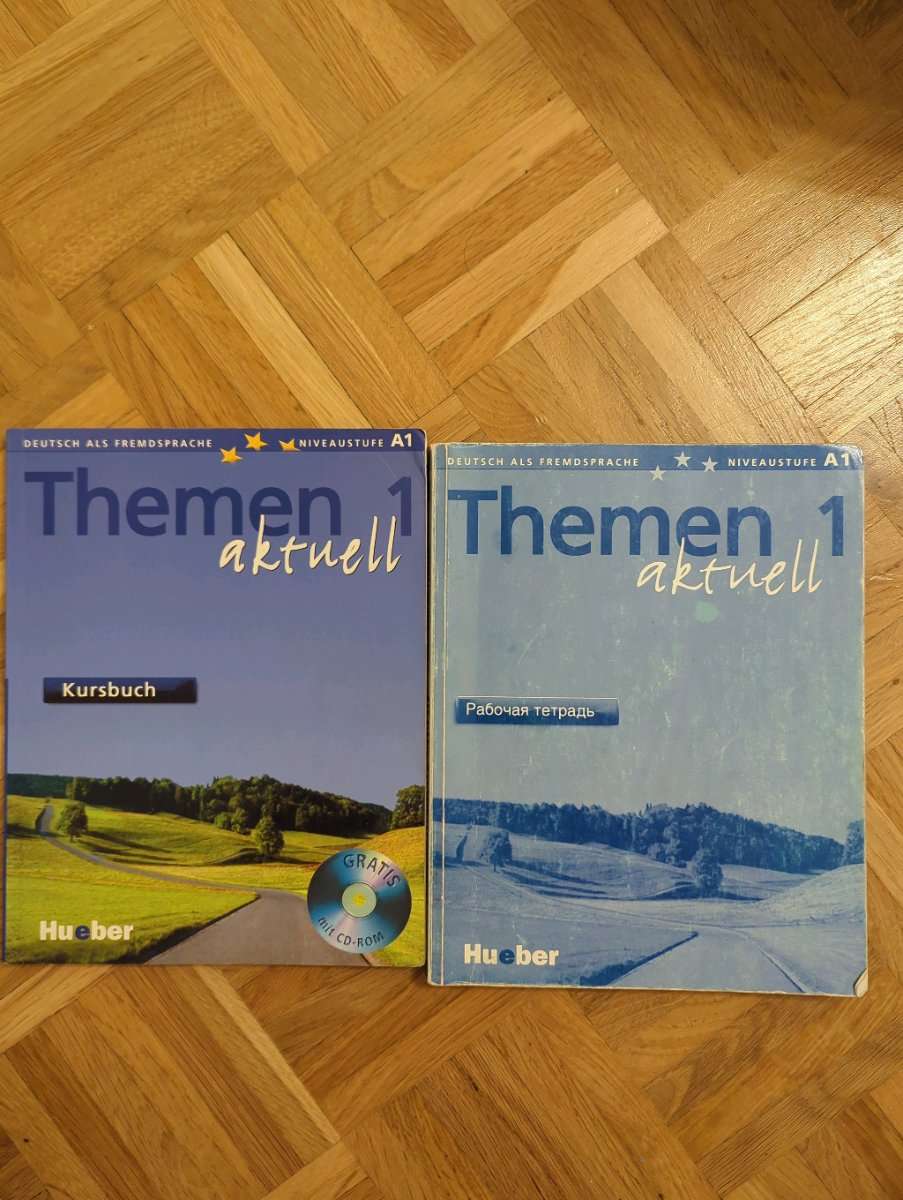 DEUTSCH ALS FREMDSPRACHE NIVEAUSTUFE A1
Themen 1
aktuell
Kursbuch
GRATIS
mit CD-ROM
Hueber
DEUTSCH ALS FREMDSPRACHE NIVEAUSTUFE A1
Themen 1
aktuell
Рабочая тетрадь
Hueber